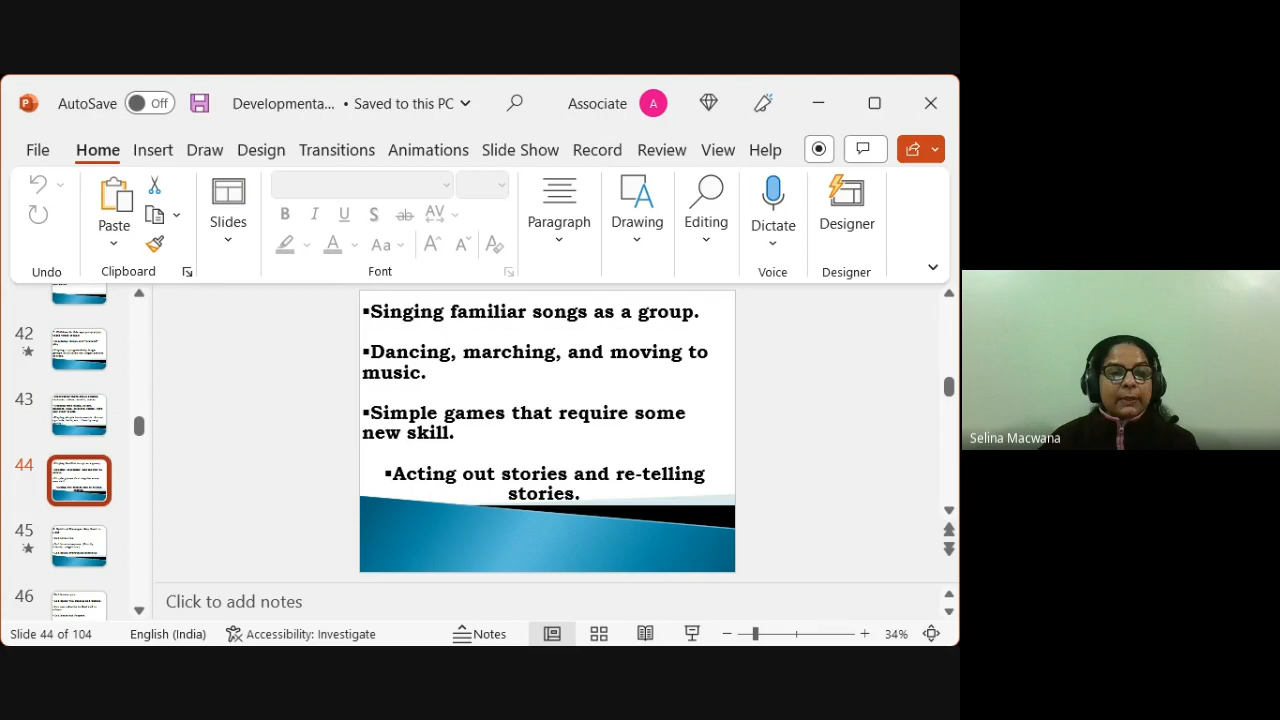 AutoSave Off Developmenta... • Saved to this PC Associate A
File Home Insert Draw Design Transitions Animations Slide Show Record Review View Help
Paste Slides Paragraph Drawing Editing Dictate Designer
B I U S ab AV
A Aa A A A
Undo Clipboard Font Voice Designer
42
43
44
45
46
▪Singing familiar songs as a group.
▪Dancing, marching, and moving to
music.
▪Simple games that require some
new skill.
▪Acting out stories and re-telling
stories.
Click to add notes
Slide 44 of 104 English (India) Accessibility: Investigate Notes 34%
Selina Macwana